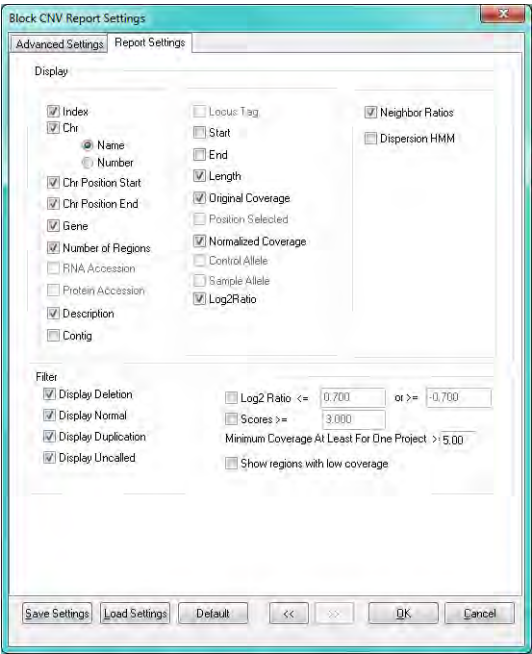 Block CNV Report Settings
Advanced Settings Report Settings
Display
Index
Chr
Name
Number
Chr Position Start
Chr Position End
Gene
Number of Regions
RNA Accession
Protein Accession
Description
Contig
Locus Tag
Start
End
Length
Original Coverage
Position Selected
Normalized Coverage
Control Allele
Sample Allele
Log2Ratio
Neighbor Ratios
Dispersion HMM
Filter
Display Deletion
Display Normal
Display Duplication
Display Uncalled
Log2 Ratio <= 0.700 or >= -0.700
Scores >= 3.000
Minimum Coverage At Least For One Project > 5.00
Show regions with low coverage
Save Settings Load Settings Default << >> OK Cancel